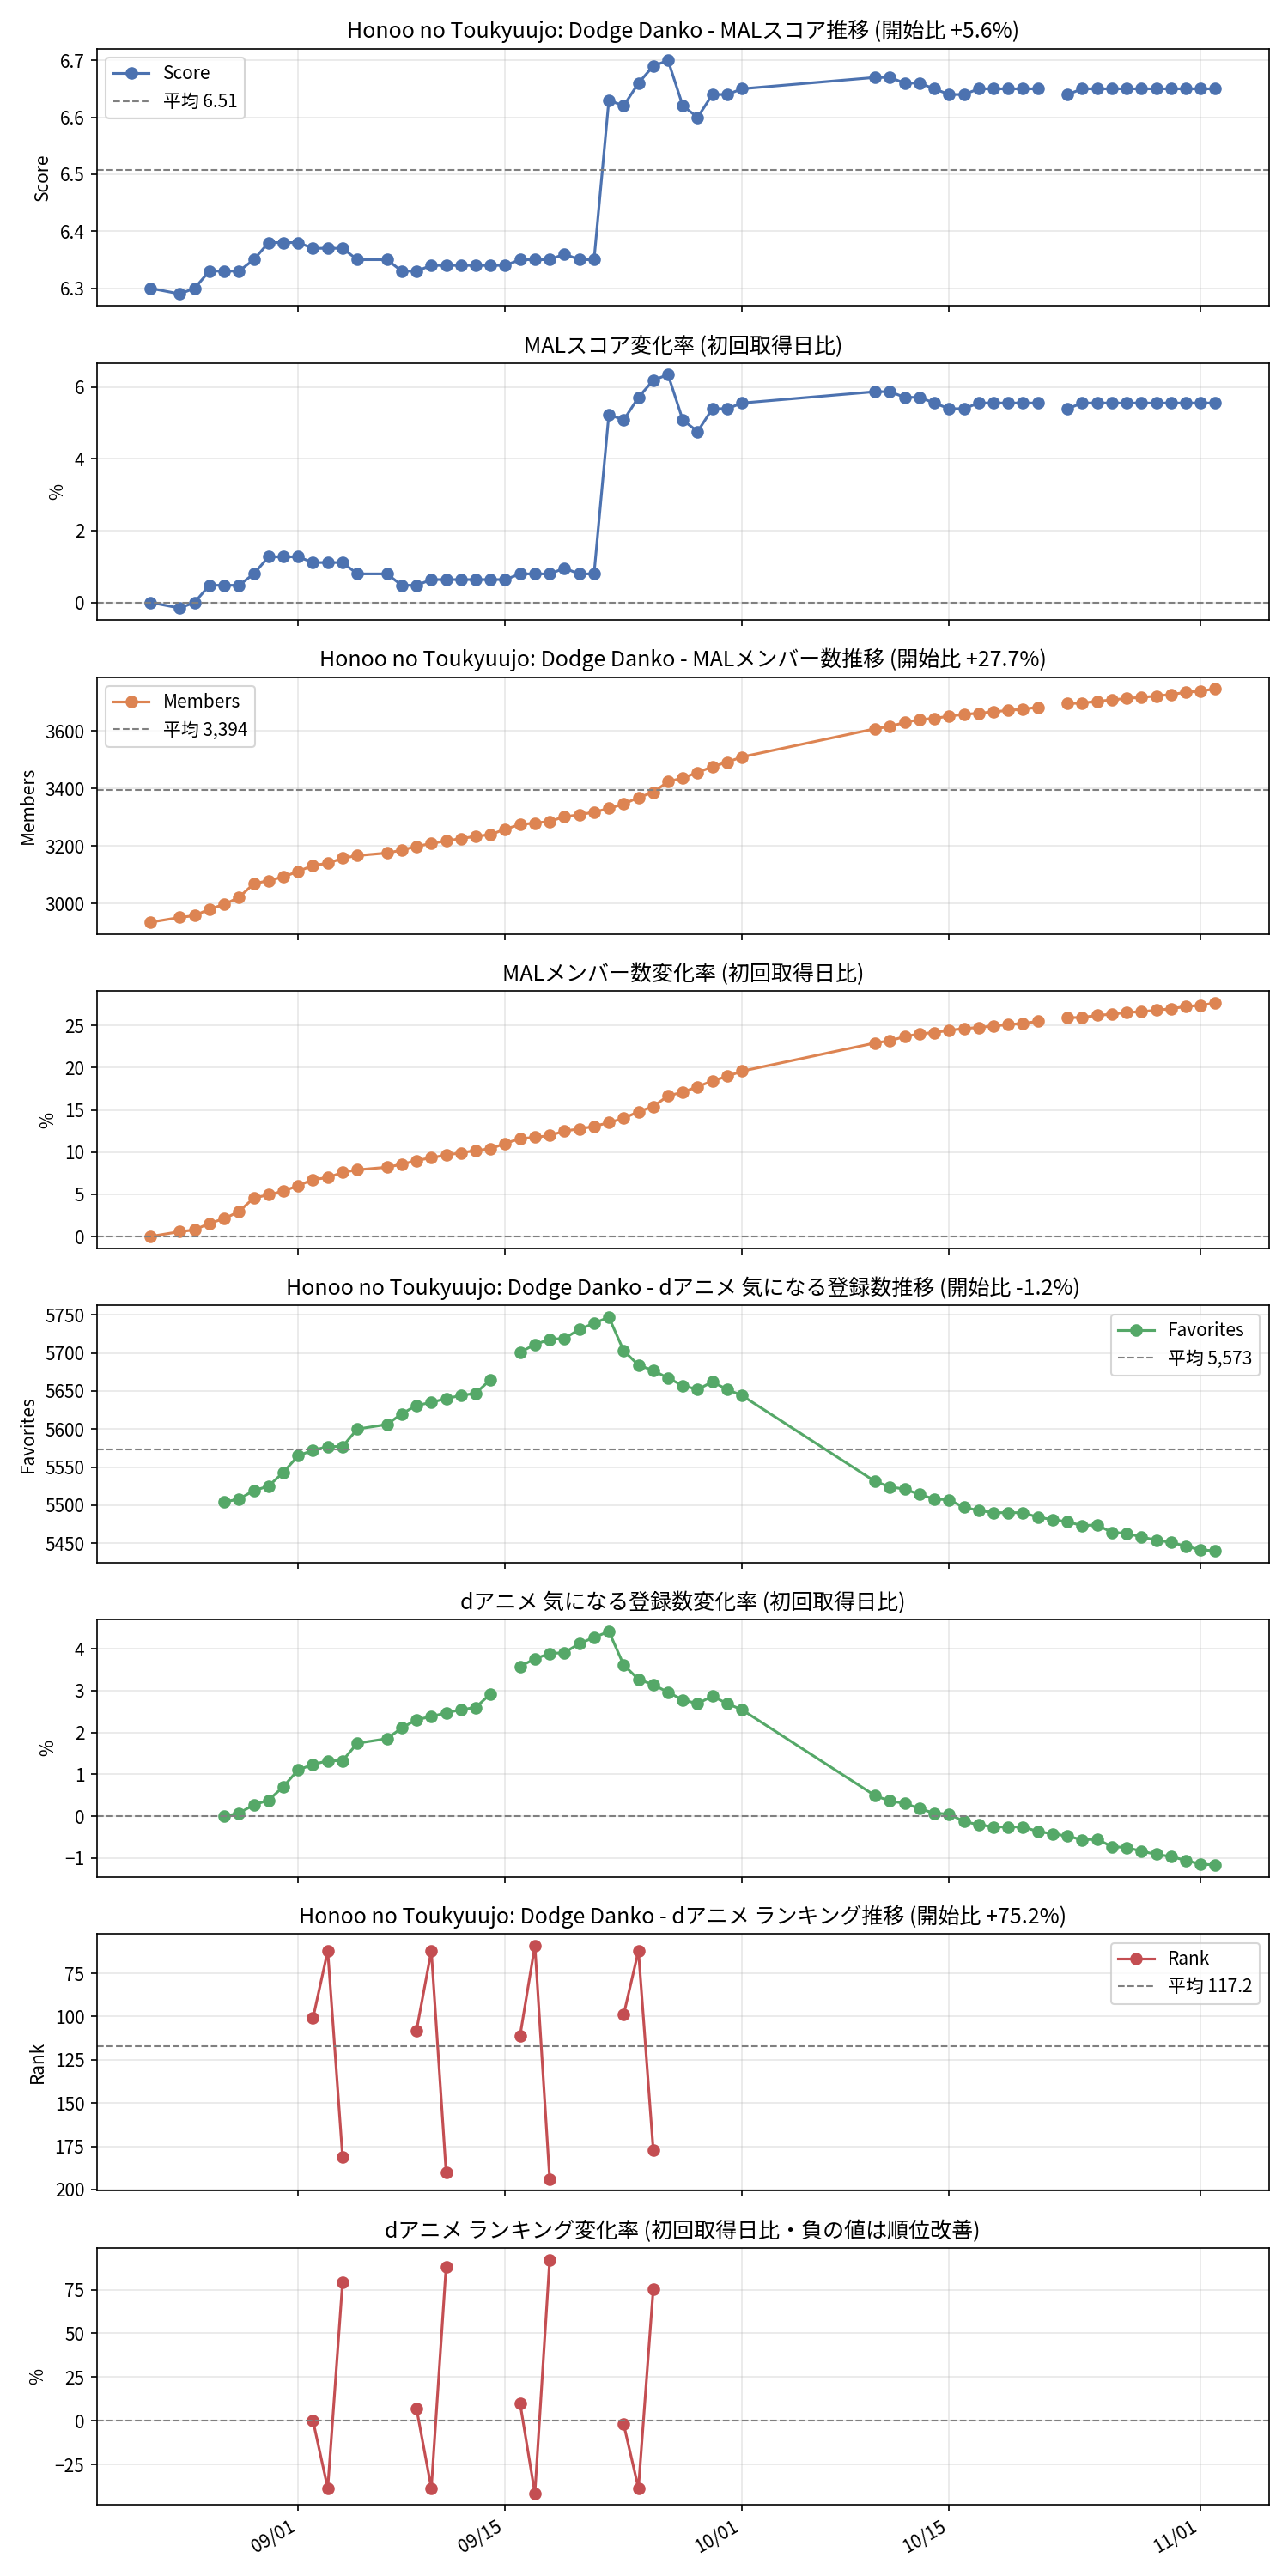 Honoo no Toukyuujo: Dodge Danko - MALスコア推移 (開始比 +5.6%)
Score
平均 6.51
Score
6.7
6.6
6.5
6.4
6.3
MALスコア変化率 (初回取得日比)
%
6
4
2
0
Honoo no Toukyuujo: Dodge Danko - MALメンバー数推移 (開始比 +27.7%)
Members
平均 3,394
Members
3600
3400
3200
3000
MALメンバー数変化率 (初回取得日比)
%
25
20
15
10
5
0
Honoo no Toukyuujo: Dodge Danko - dアニメ 気になる登録数推移 (開始比 -1.2%)
Favorites
平均 5,573
Favorites
5750
5700
5650
5600
5550
5500
5450
dアニメ 気になる登録数変化率 (初回取得日比)
%
4
3
2
1
0
−1
Honoo no Toukyuujo: Dodge Danko - dアニメ ランキング推移 (開始比 +75.2%)
Rank
平均 117.2
Rank
75
100
125
150
175
200
dアニメ ランキング変化率 (初回取得日比・負の値は順位改善)
%
75
50
25
0
−25
09/01
09/15
10/01
10/15
11/01